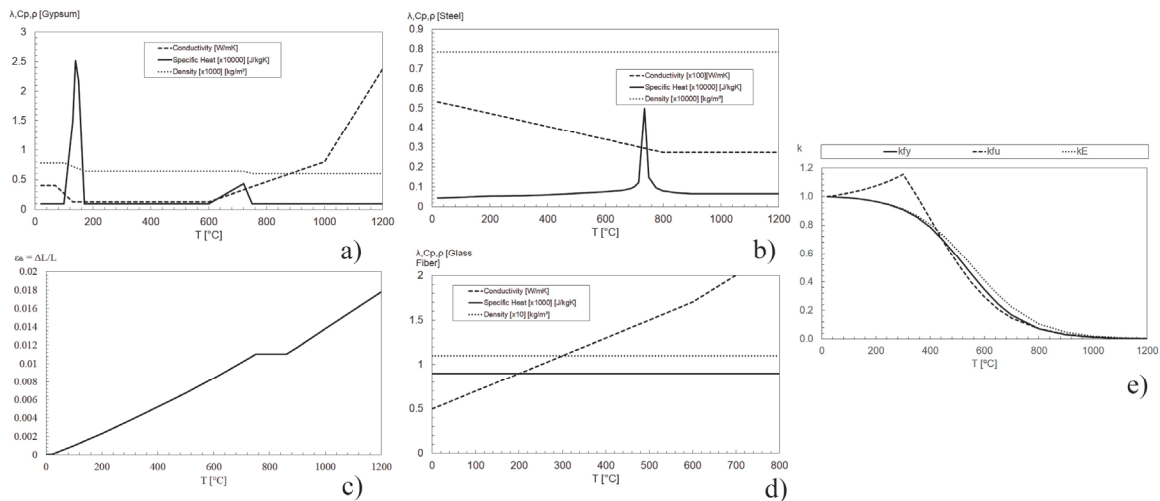 λ,Cp,ρ [Gypsum]
3
2.5
2
1.5
1
0.5
0
Conductivity [W/mK]
Specific Heat [x10000] [J/kgK]
Density [x1000] [kg/m³]
0 200 400 600 800 1000 1200
T [°C]
a)
λ,Cp,ρ [Steel]
0.9
0.8
0.7
0.6
0.5
0.4
0.3
0.2
0.1
0
Conductivity [x100][W/mK]
Specific Heat [x10000] [J/kgK]
Density [x10000] [kg/m³]
0 200 400 600 800 1000 1200
T [°C]
b)
εa = ΔL/L
0.02
0.018
0.016
0.014
0.012
0.01
0.008
0.006
0.004
0.002
0
0 200 400 600 800 1000 1200
T [°C]
c)
λ,Cp,ρ [Glass
Fiber]
2
1.5
1
0.5
0
Conductivity [W/mK]
Specific Heat [x1000] [J/kgK]
Density [x10] [kg/m³]
0 100 200 300 400 500 600 700 800
T [°C]
d)
k
kfy kfu kE
1.2
1.0
0.8
0.6
0.4
0.2
0.0
0 200 400 600 800 1000 1200
T [°C]
e)